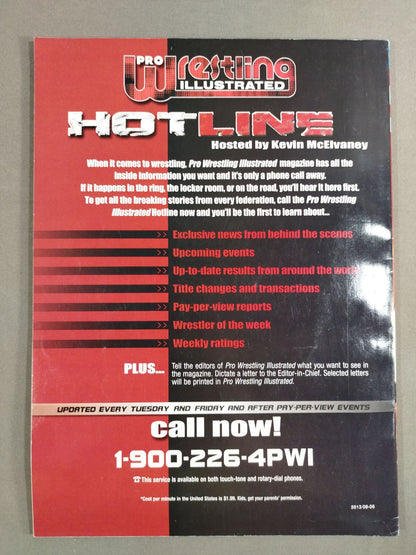 PRO
Wrestling
ILLUSTRATED
HOTLINE
Hosted by Kevin McElvaney
When it comes to wrestling, Pro Wrestling Illustrated magazine has all the
inside information you want and it's only a phone call away.
If it happens in the ring, the locker room, or on the road, you'll hear it here first.
To get all the breaking stories from every federation, call the Pro Wrestling
Illustrated Hotline now and you'll be the first to learn about...
>> Exclusive news from behind the scenes
>> Upcoming events
>> Up-to-date results from around the world
>> Title changes and transactions
>> Pay-per-view reports
>> Wrestler of the week
>> Weekly ratings
PLUS... Tell the editors of Pro Wrestling Illustrated what you want to see in
the magazine. Dictate a letter to the Editor-in-Chief. Selected letters
will be printed in Pro Wrestling Illustrated.
UPDATED EVERY TUESDAY AND FRIDAY AND AFTER PAY-PER-VIEW EVENTS
call now!
1-900-226-4PWI
☎ This service is available on both touch-tone and rotary-dial phones.
*Cost per minute in the United States is $1.99. Kids, get your parents' permission.